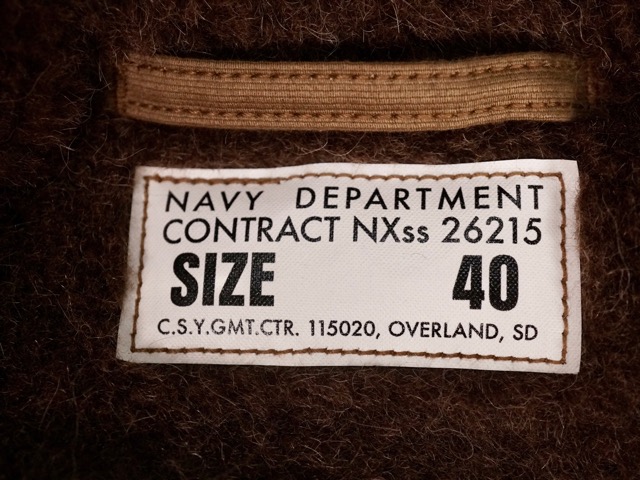 NAVY DEPARTMENT
CONTRACT NXss 26215
SIZE 40
C.S.Y.GMT.CTR. 115020, OVERLAND, SD